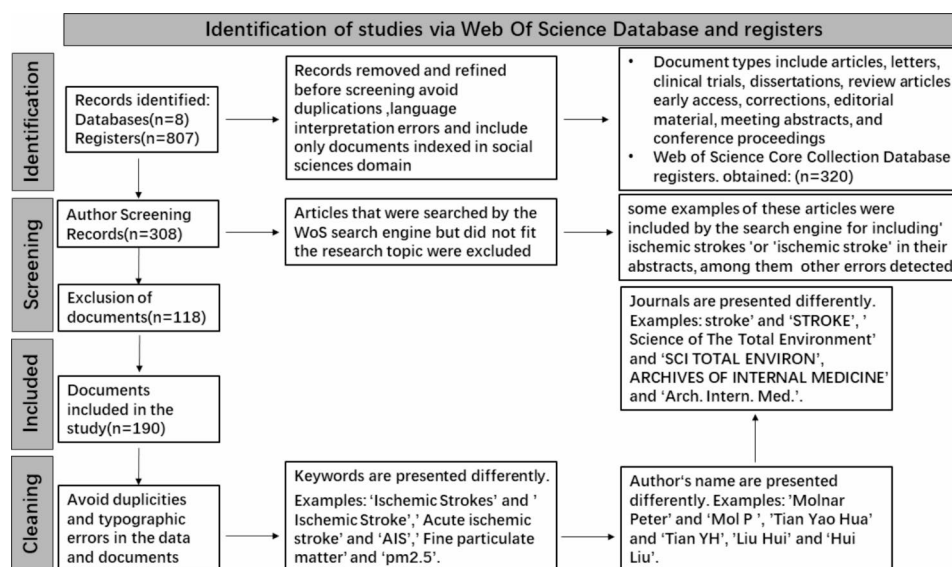 Identification of studies via Web Of Science Database and registers
Identification
Records identified:
Databases(n=8)
Registers(n=807)
Records removed and refined
before screening avoid
duplications ,language
interpretation errors and include
only documents indexed in social
sciences domain
• Document types include articles, letters,
clinical trials, dissertations, review articles
early access, corrections, editorial
material, meeting abstracts, and
conference proceedings
• Web of Science Core Collection Database
registers. obtained: (n=320)
Screening
Author Screening
Records(n=308)
Articles that were searched by the
WoS search engine but did not fit
the research topic were excluded
some examples of these articles were
included by the search engine for including'
ischemic strokes 'or 'ischemic stroke' in their
abstracts, among them other errors detected
Exclusion of
documents(n=118)
Included
Documents
included in the
study(n=190)
Journals are presented differently.
Examples: stroke' and 'STROKE', '
Science of The Total Environment'
and 'SCI TOTAL ENVIRON',
ARCHIVES OF INTERNAL MEDICINE'
and 'Arch. Intern. Med.'.
Cleaning
Avoid duplicities
and typographic
errors in the data
and documents
Keywords are presented differently.
Examples: 'Ischemic Strokes' and '
Ischemic Stroke',' Acute ischemic
stroke' and 'AIS',' Fine particulate
matter' and 'pm2.5'.
Author's name are presented
differently. Examples: 'Molnar
Peter' and 'Mol P ', 'Tian Yao Hua'
and 'Tian YH', 'Liu Hui' and 'Hui
Liu'.